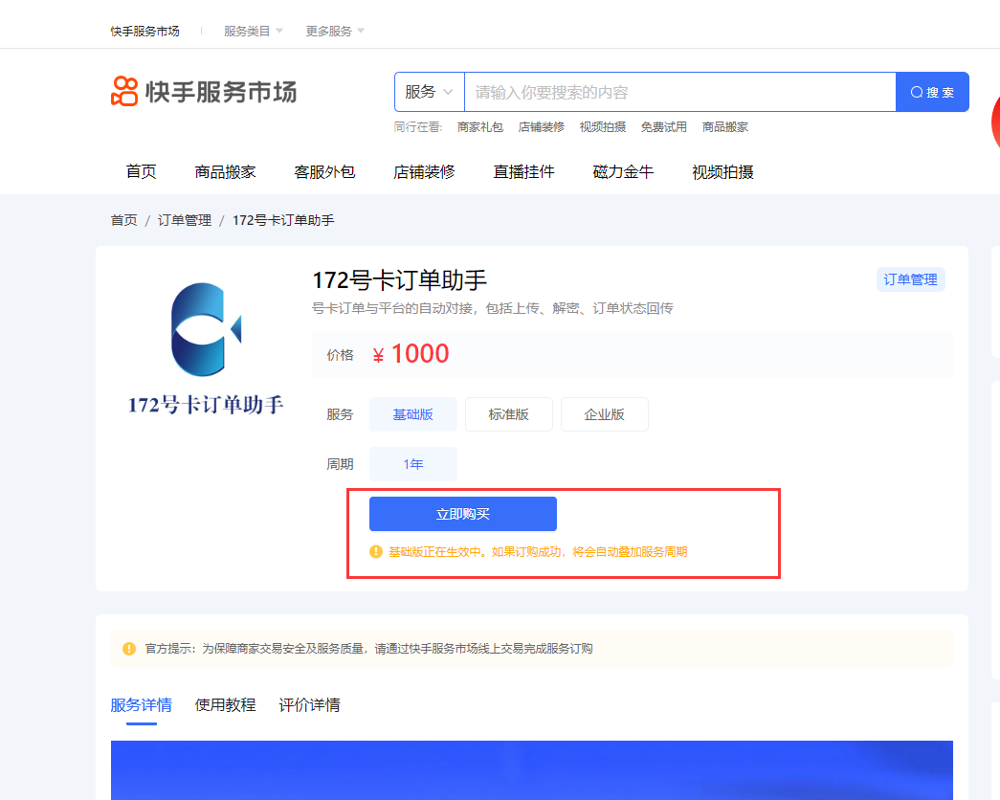 快手服务市场 服务类目 更多服务
快手服务市场
服务 请输入你要搜索的内容 搜 索
同行在看: 商家礼包 店铺装修 视频拍摄 免费试用 商品搬家
首页 商品搬家 客服外包 店铺装修 直播挂件 磁力金牛 视频拍摄
首页 / 订单管理 / 172号卡订单助手
172号卡订单助手 订单管理
号卡订单与平台的自动对接，包括上传、解密、订单状态回传
价格 ¥ 1000
172号卡订单助手
服务 基础版 标准版 企业版
周期 1年
立即购买
基础版正在生效中。如果订购成功，将会自动叠加服务周期
官方提示：为保障商家交易安全及服务质量，请通过快手服务市场线上交易完成服务订购
服务详情 使用教程 评价详情